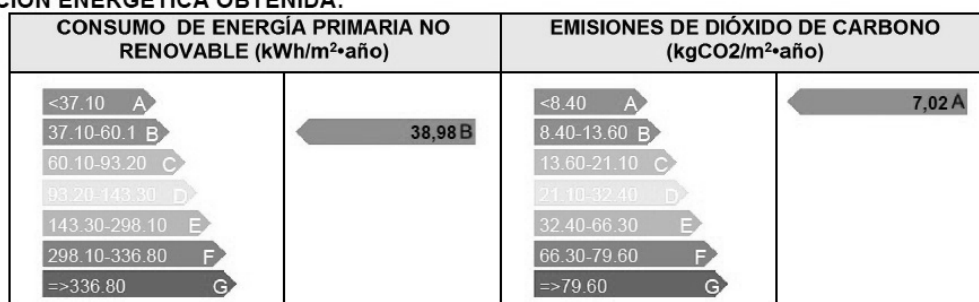 CIÓN ENERGÉTICA OBTENIDA:
CONSUMO DE ENERGÍA PRIMARIA NO
RENOVABLE (kWh/m²•año)
<37.10 A
37.10-60.1 B
60.10-93.20 C
93.20-143.30 D
143.30-298.10 E
298.10-336.80 F
=>336.80 G
38,98 B
EMISIONES DE DIÓXIDO DE CARBONO
(kgCO2/m²•año)
<8.40 A
8.40-13.60 B
13.60-21.10 C
21.10-32.40 D
32.40-66.30 E
66.30-79.60 F
=>79.60 G
7,02 A